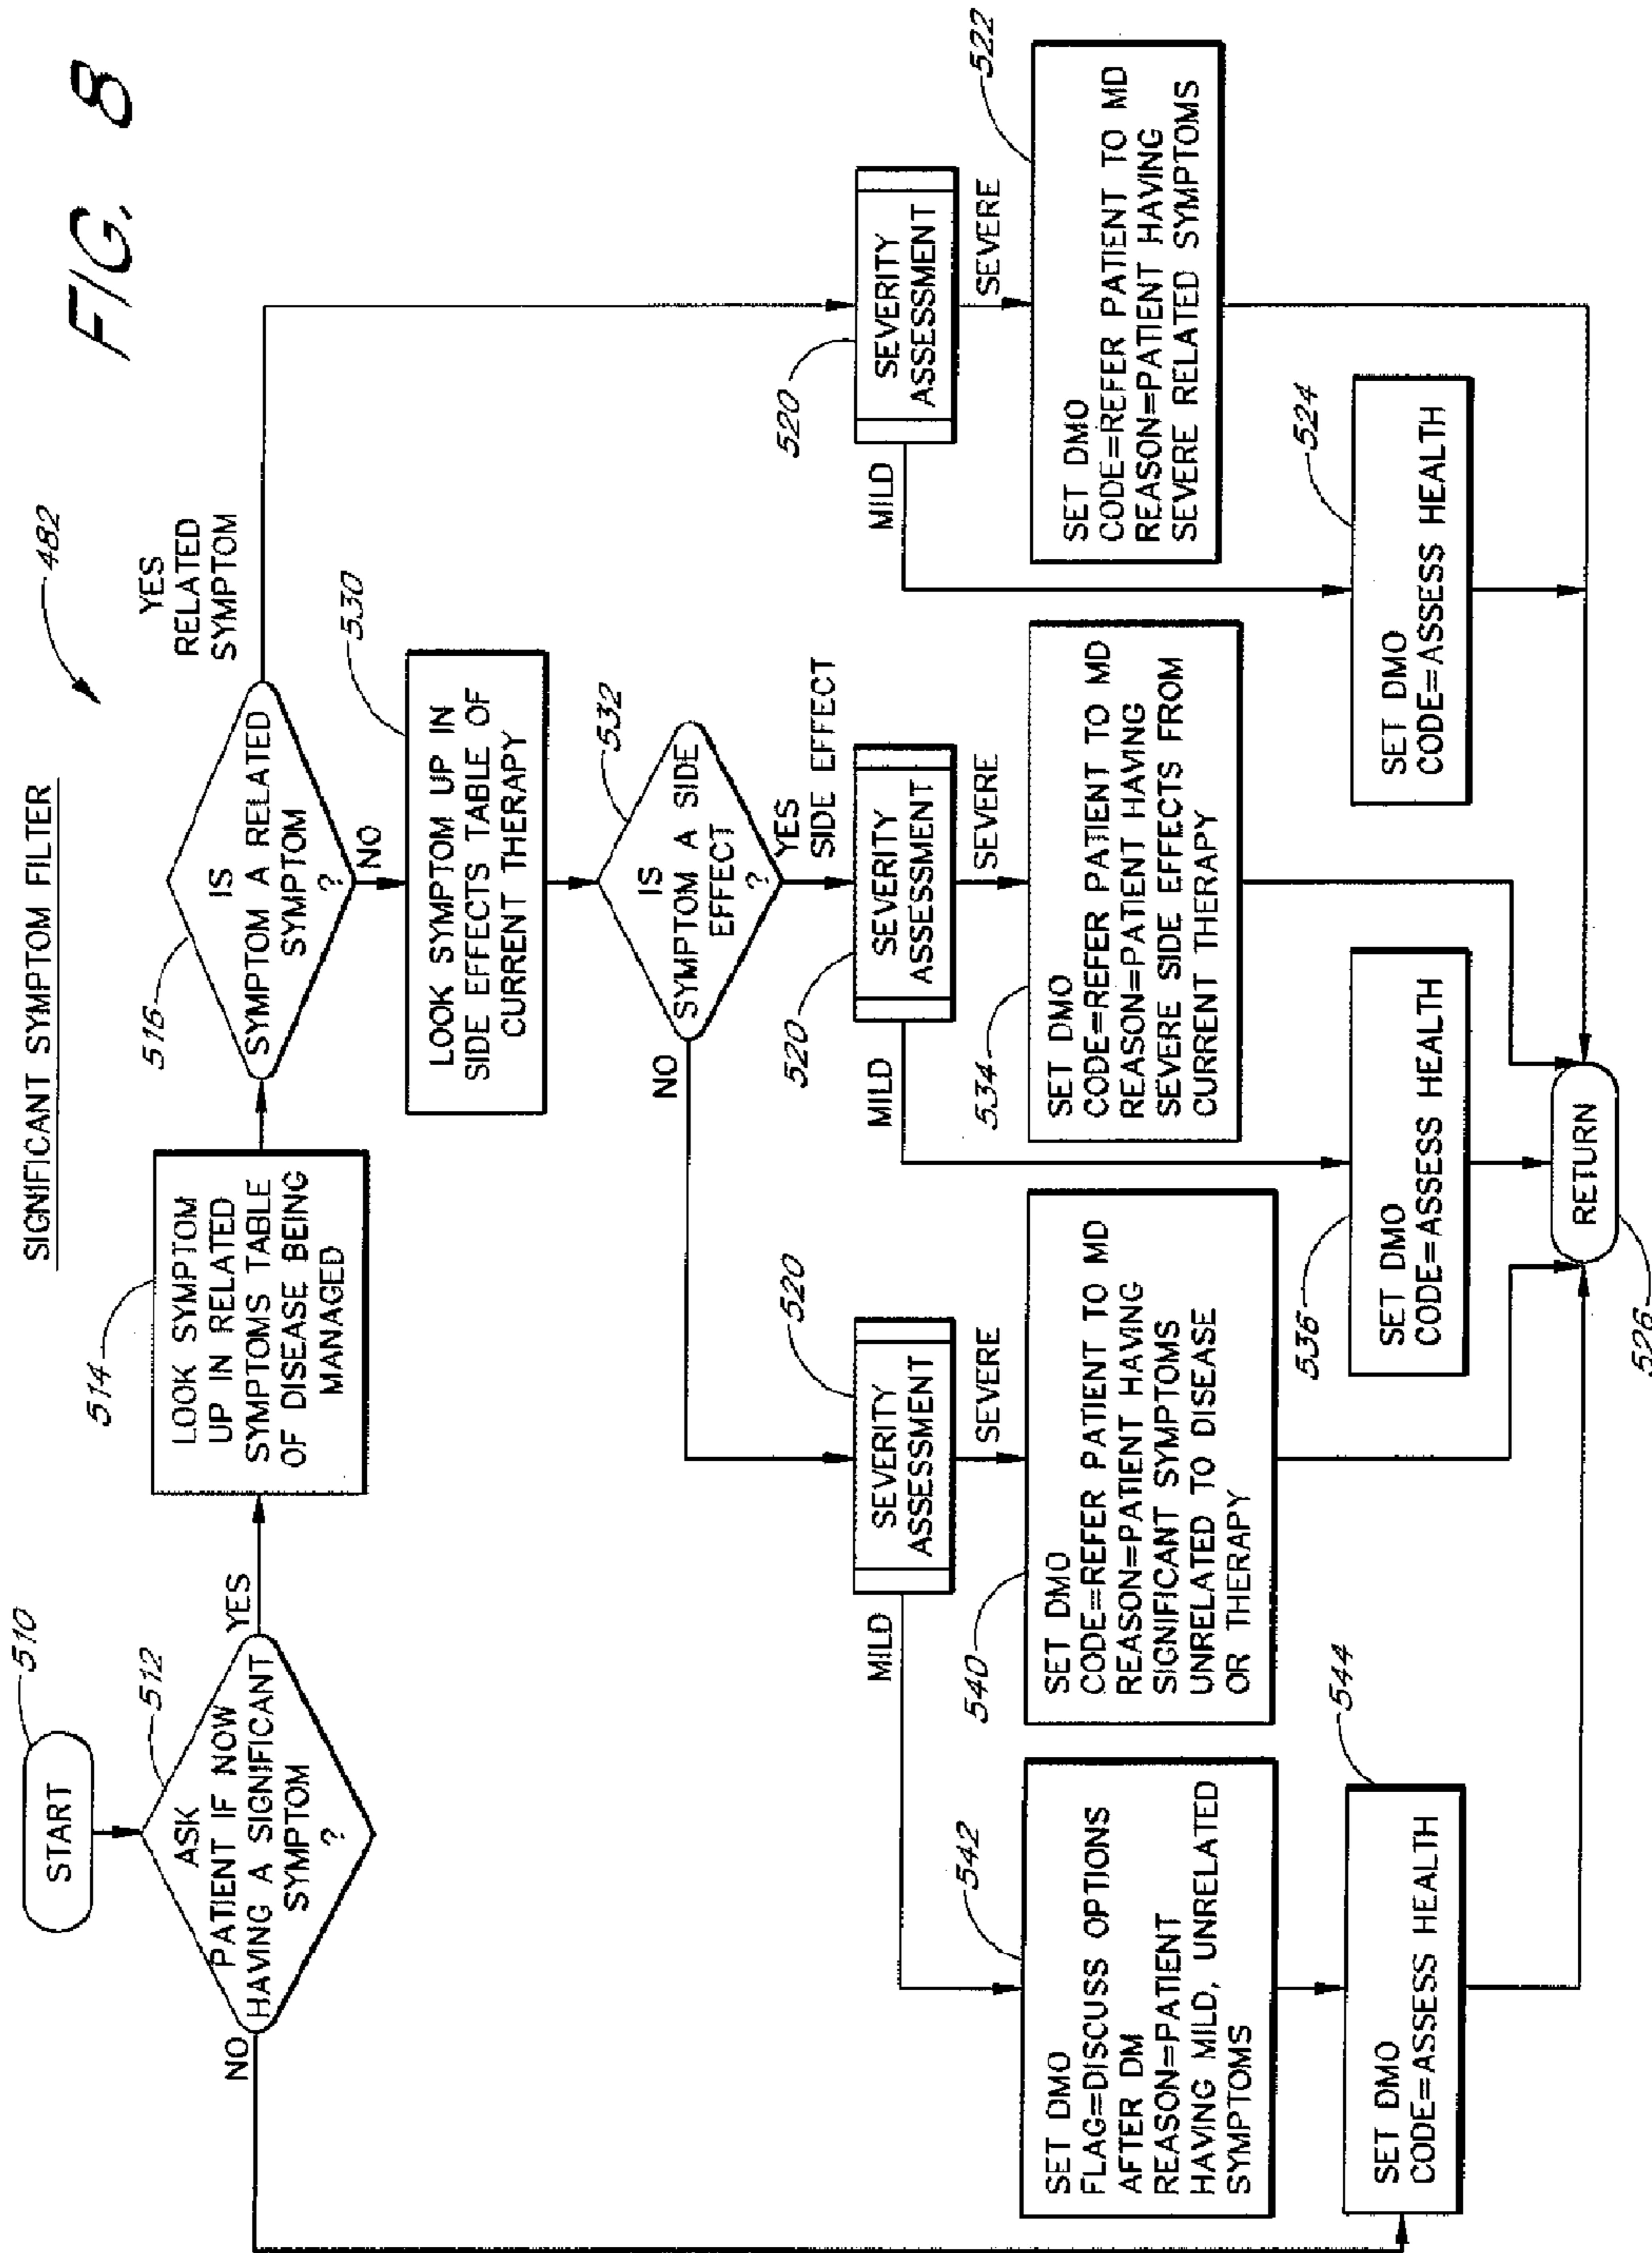 FIG. 8
SIGNIFICANT SYMPTOM FILTER
482
START
510
ASK
PATIENT IF NOW
HAVING A SIGNIFICANT
SYMPTOM
?
512
NO
YES
514
LOOK SYMPTOM
UP IN RELATED
SYMPTOMS TABLE
OF DISEASE BEING
MANAGED
516
IS
SYMPTOM A RELATED
SYMPTOM
?
YES
RELATED
SYMPTOM
NO
530
LOOK SYMPTOM UP IN
SIDE EFFECTS TABLE OF
CURRENT THERAPY
532
IS
SYMPTOM A SIDE
EFFECT
?
NO
YES
SIDE EFFECT
SEVERITY
ASSESSMENT
520
MILD
SEVERE
520
SEVERITY
ASSESSMENT
MILD
SEVERE
520
SEVERITY
ASSESSMENT
MILD
SEVERE
542
SET DMO
FLAG=DISCUSS OPTIONS
AFTER DM
REASON=PATIENT
HAVING MILD, UNRELATED
SYMPTOMS
540
SET DMO
CODE=REFER PATIENT TO MD
REASON=PATIENT HAVING
SIGNIFICANT SYMPTOMS
UNRELATED TO DISEASE
OR THERAPY
534
SET DMO
CODE=REFER PATIENT TO MD
REASON=PATIENT HAVING
SEVERE SIDE EFFECTS FROM
CURRENT THERAPY
522
SET DMO
CODE=REFER PATIENT TO MD
REASON=PATIENT HAVING
SEVERE RELATED SYMPTOMS
544
SET DMO
CODE=ASSESS HEALTH
536
SET DMO
CODE=ASSESS HEALTH
524
SET DMO
CODE=ASSESS HEALTH
RETURN
526